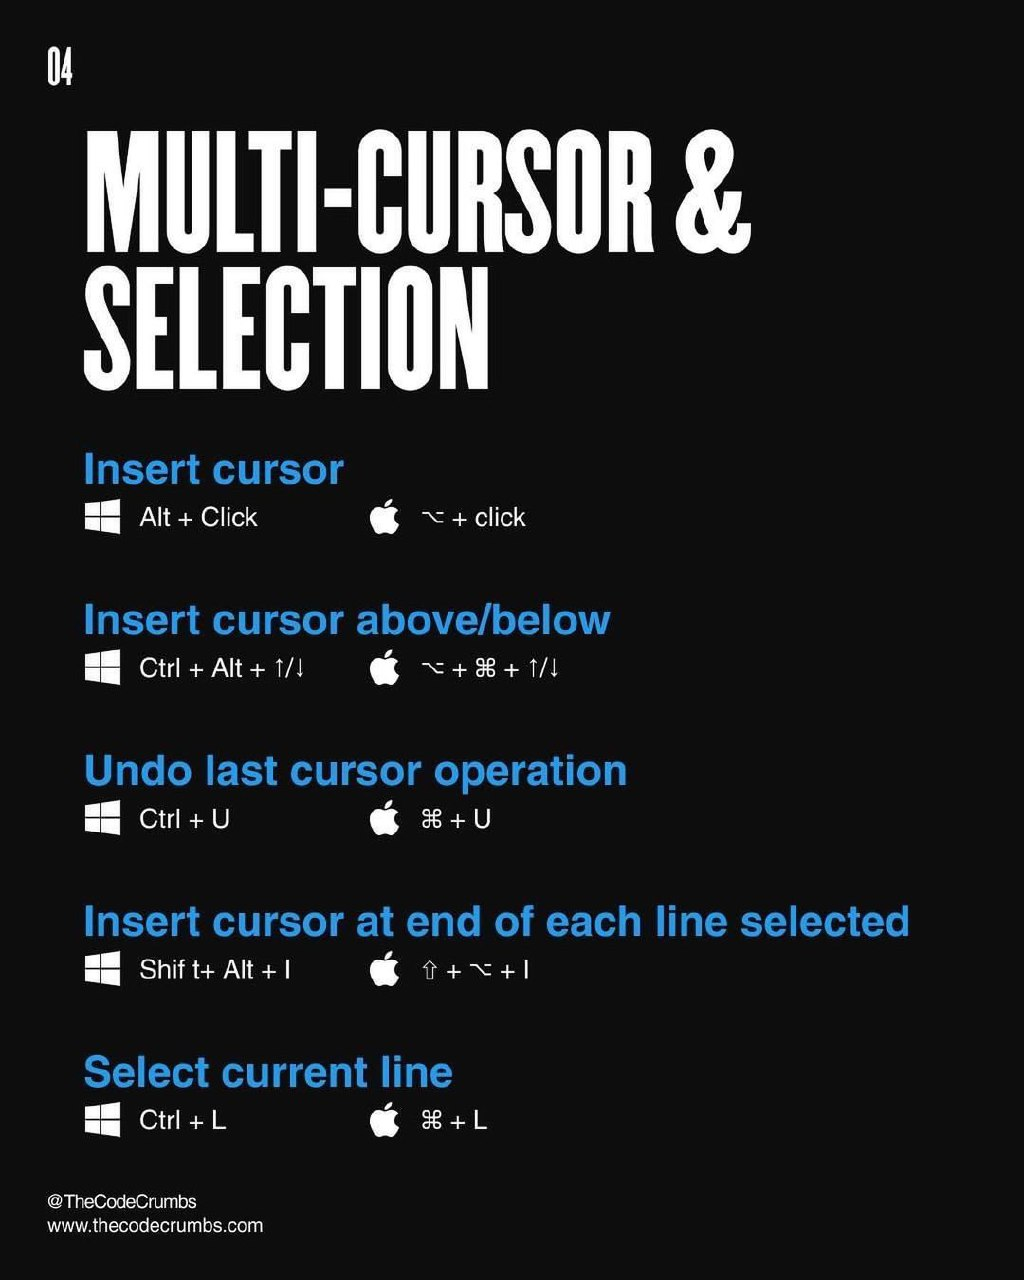 04
MULTI-CURSOR &
SELECTION
Insert cursor
Alt + Click ⌥ + click
Insert cursor above/below
Ctrl + Alt + ↑/↓ ⌥ + ⌘ + ↑/↓
Undo last cursor operation
Ctrl + U ⌘ + U
Insert cursor at end of each line selected
Shif t+ Alt + I ⇧ + ⌥ + I
Select current line
Ctrl + L ⌘ + L
@TheCodeCrumbs
www.thecodecrumbs.com